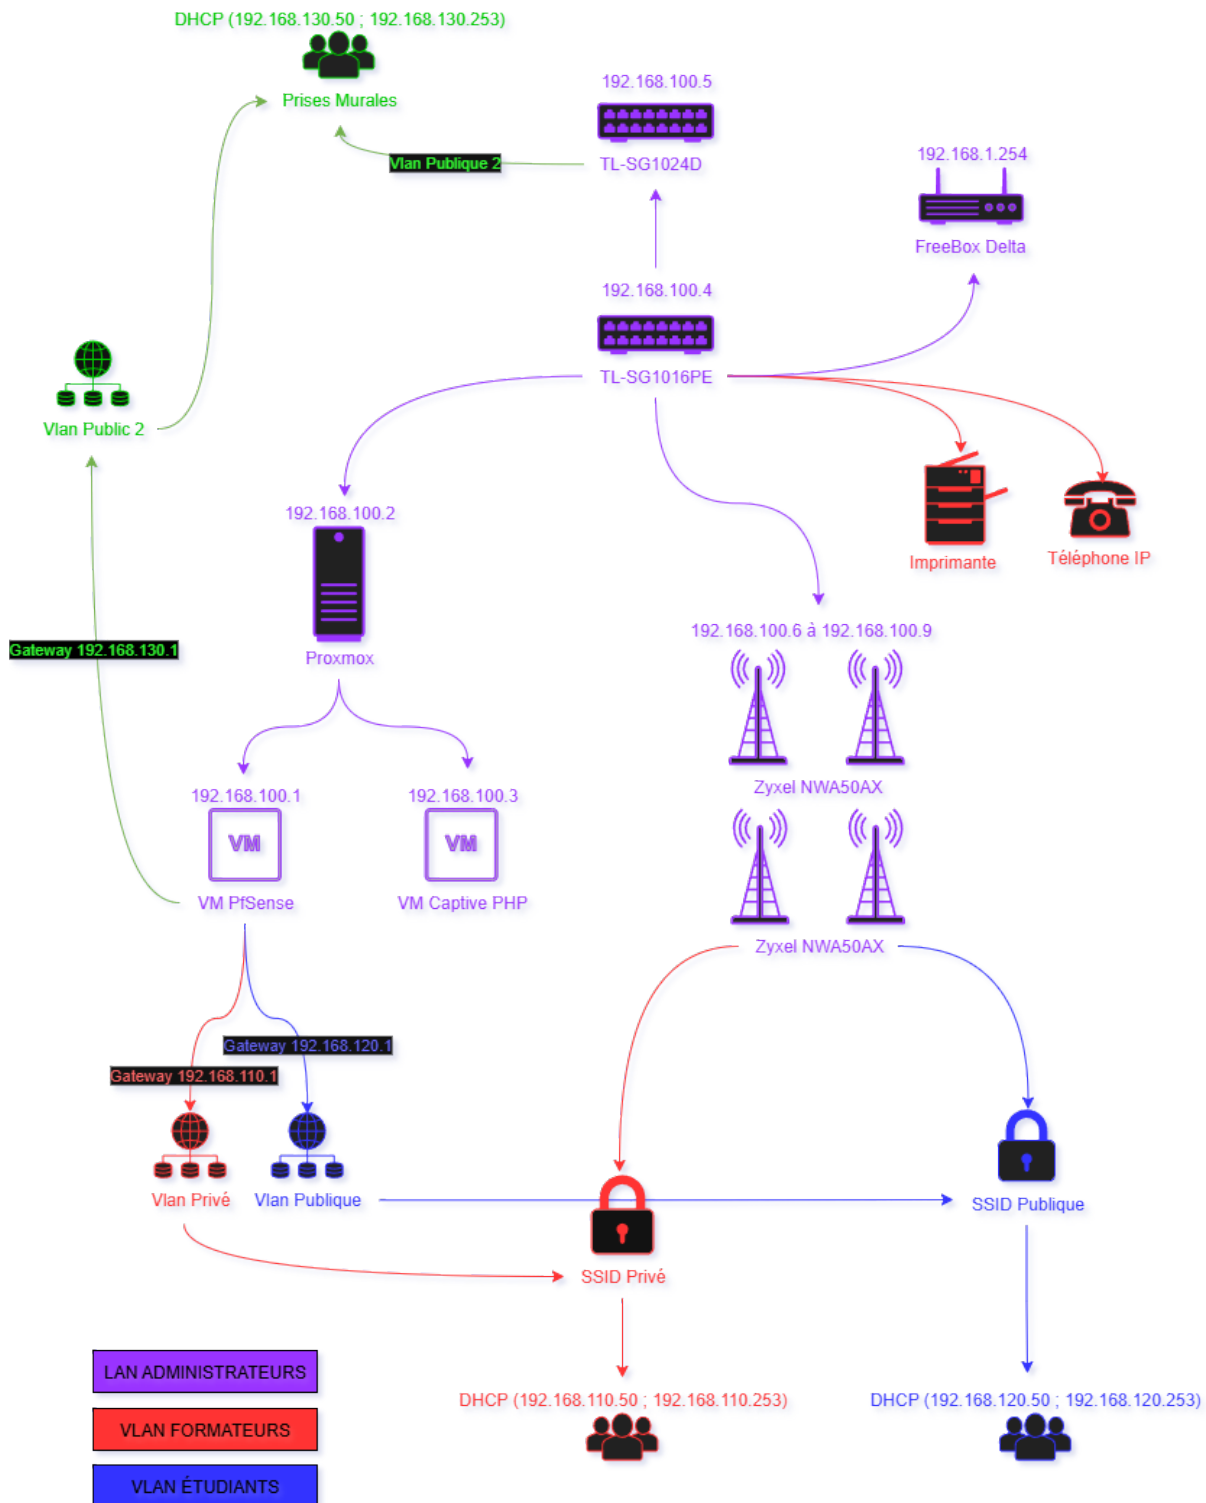 DHCP (192.168.130.50 ; 192.168.130.253)
Prises Murales
192.168.100.5
Vlan Publique 2
TL-SG1024D
192.168.1.254
FreeBox Delta
192.168.100.4
TL-SG1016PE
Vlan Public 2
192.168.100.2
Imprimante
Téléphone IP
192.168.100.6 à 192.168.100.9
Gateway 192.168.130.1
Proxmox
Zyxel NWA50AX
192.168.100.1
192.168.100.3
VM
VM
VM PfSense
VM Captive PHP
Zyxel NWA50AX
Gateway 192.168.120.1
Gateway 192.168.110.1
Vlan Privé
Vlan Publique
SSID Publique
SSID Privé
LAN ADMINISTRATEURS
DHCP (192.168.110.50 ; 192.168.110.253)
DHCP (192.168.120.50 ; 192.168.120.253)
VLAN FORMATEURS
VLAN ÉTUDIANTS